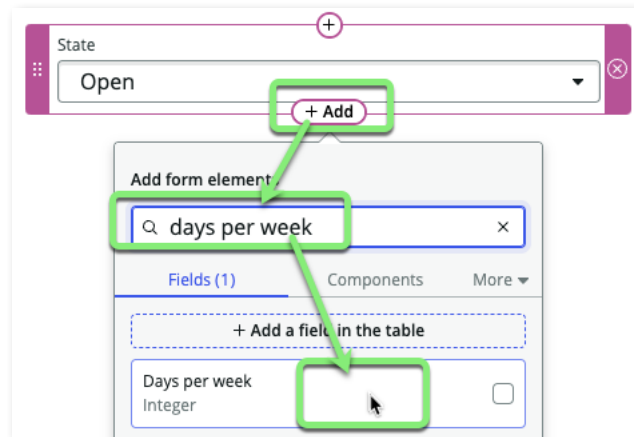 State
Open
+ Add
Add form element
days per week
Fields (1)
Components
More
+ Add a field in the table
Days per week
Integer